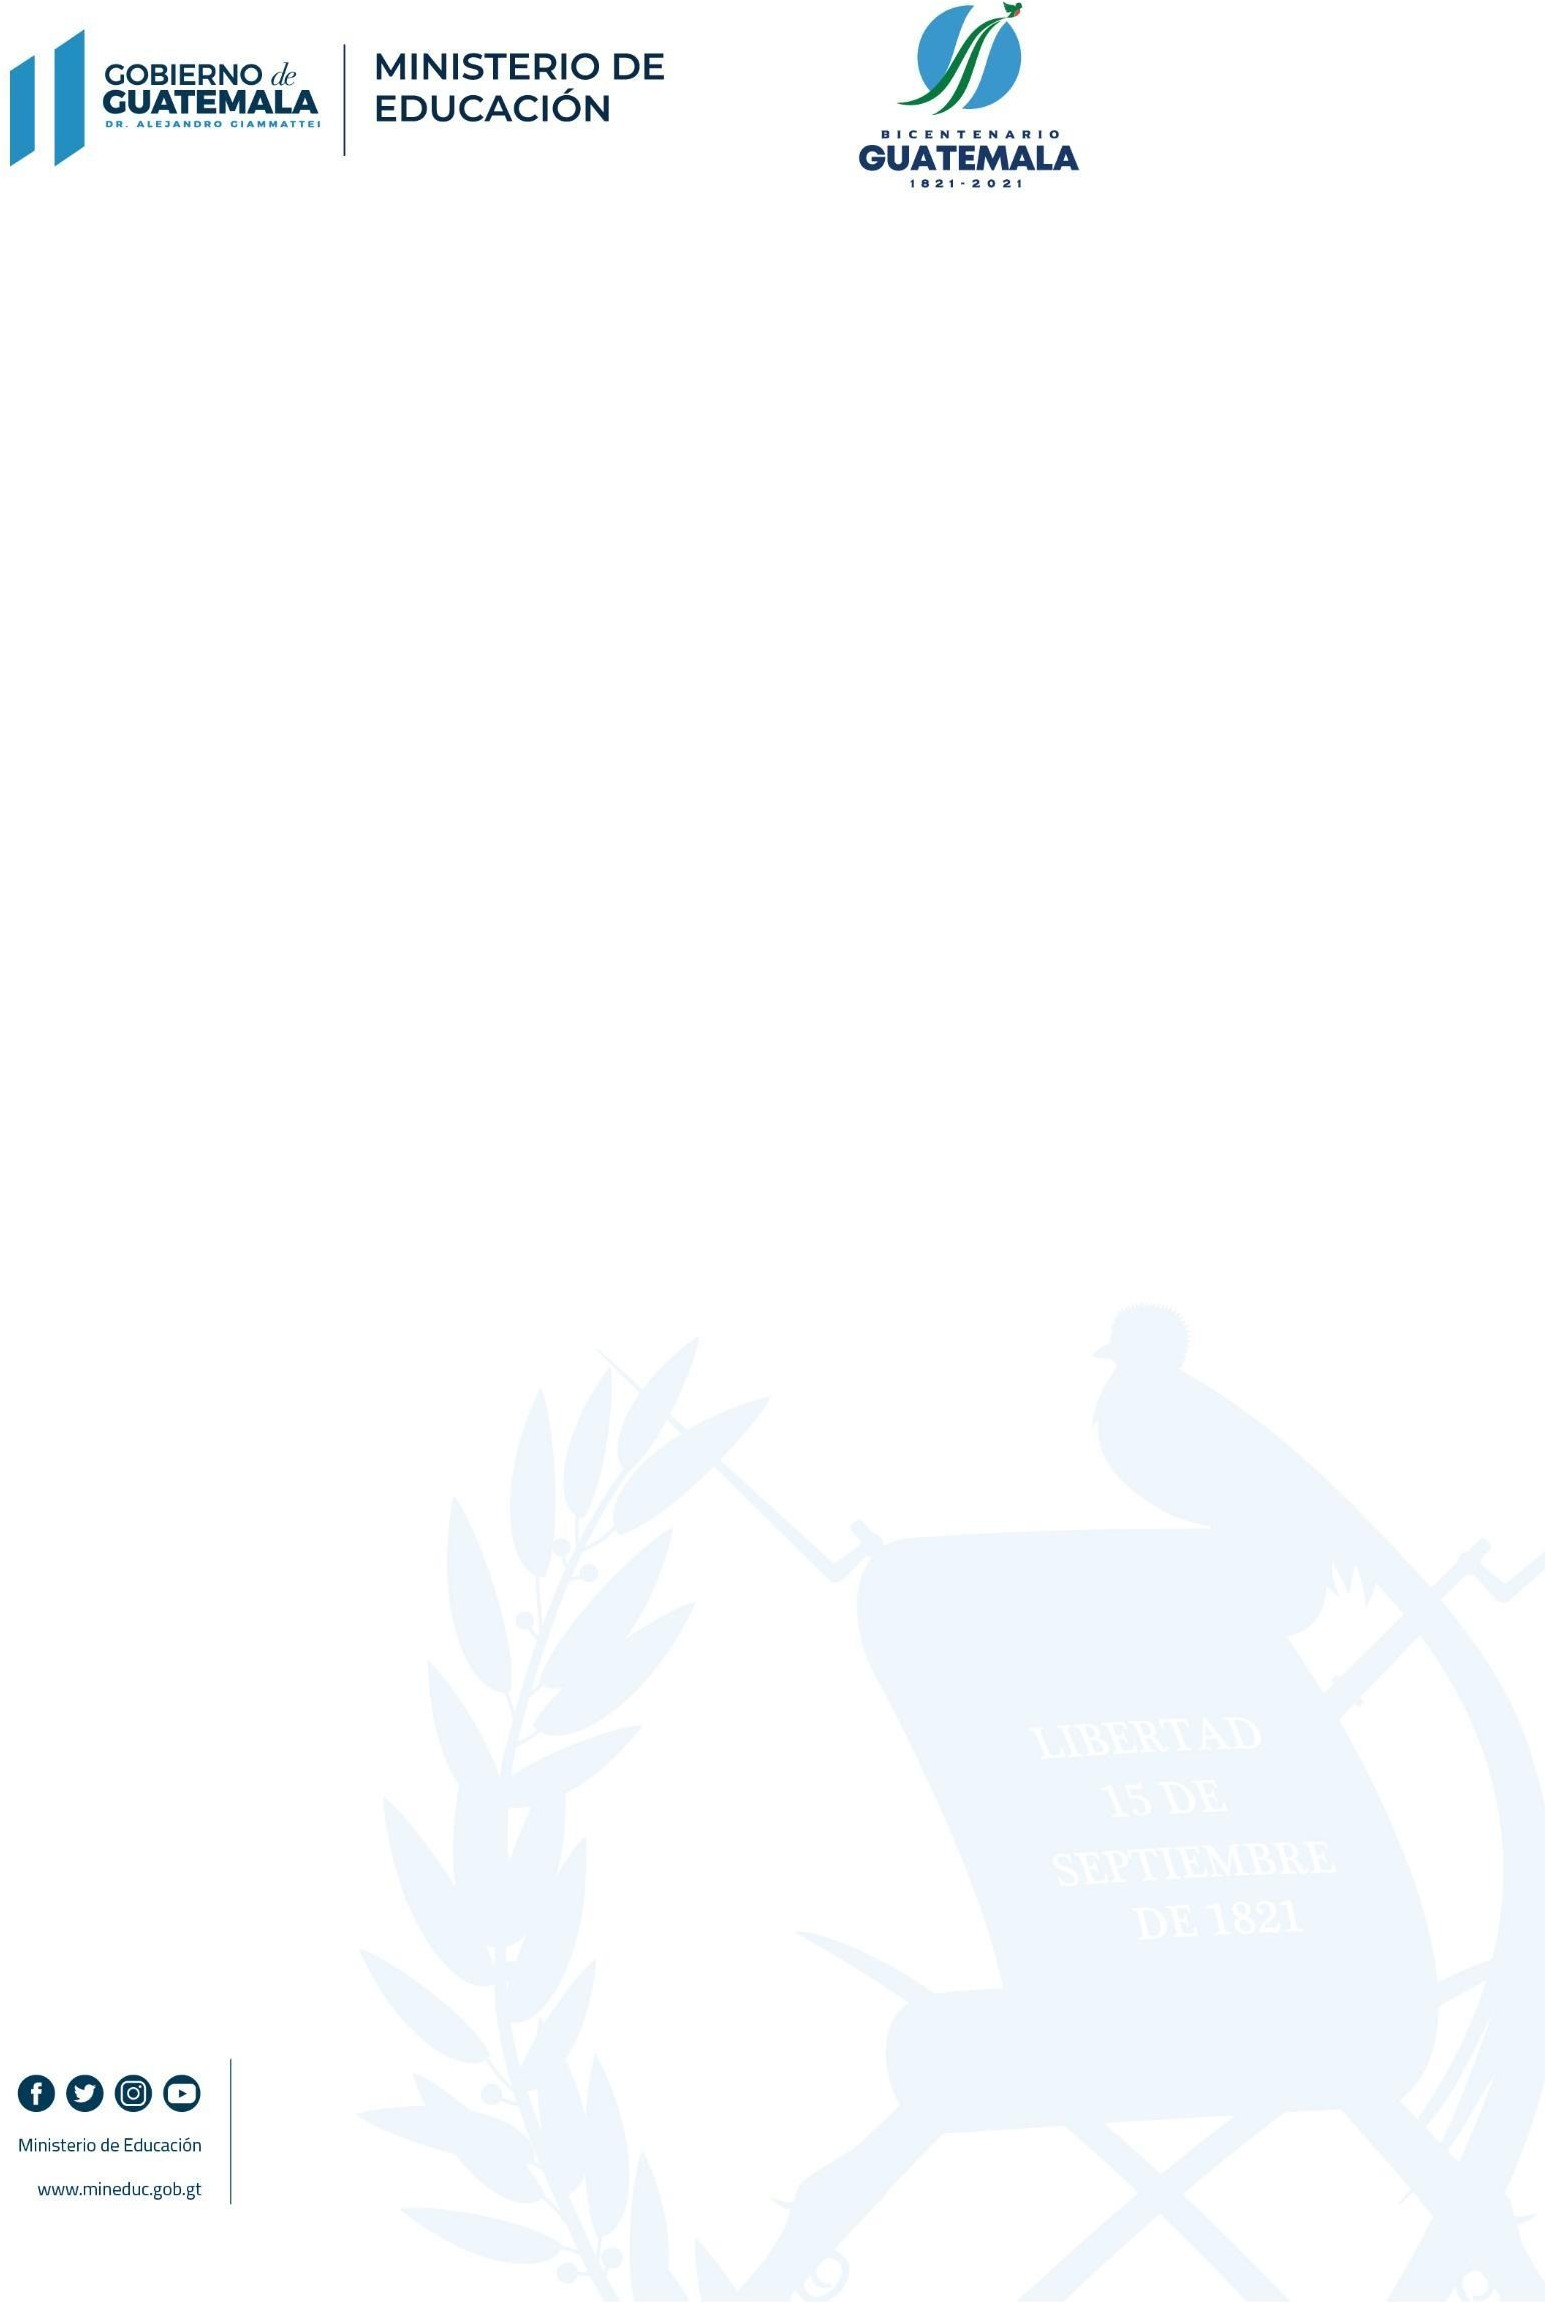 GOBIERNO de
GUATEMALA
DR. ALEJANDRO GIAMMATTEI
MINISTERIO DE
EDUCACIÓN
BICENTENARIO
GUATEMALA
1821-2021
LIBERTAD
15 DE
SEPTIEMBRE
DE 1821
Ministerio de Educación
www.mineduc.gob.gt